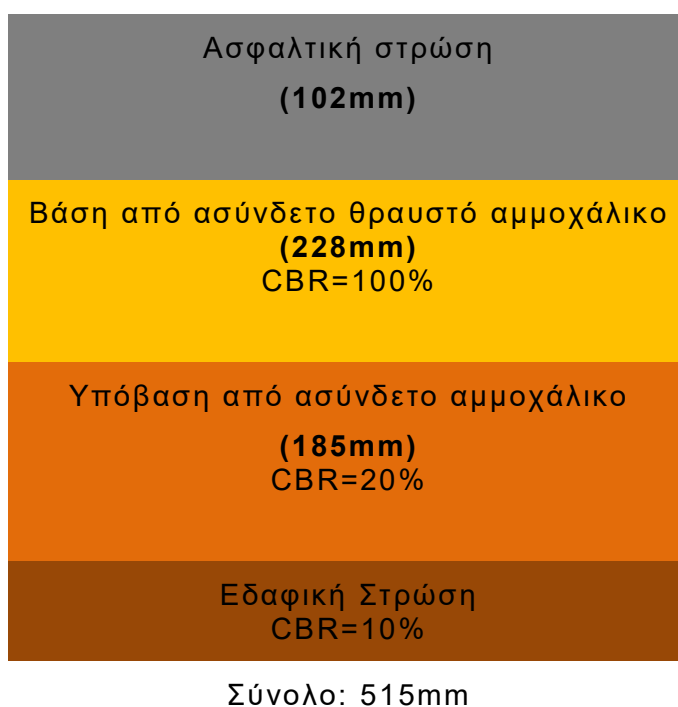 Ασφαλτική στρώση
(102mm)
Βάση από ασύνδετο θραυστό αμμοχάλικο
(228mm)
CBR=100%
Υπόβαση από ασύνδετο αμμοχάλικο
(185mm)
CBR=20%
Εδαφική Στρώση
CBR=10%
Σύνολο: 515mm